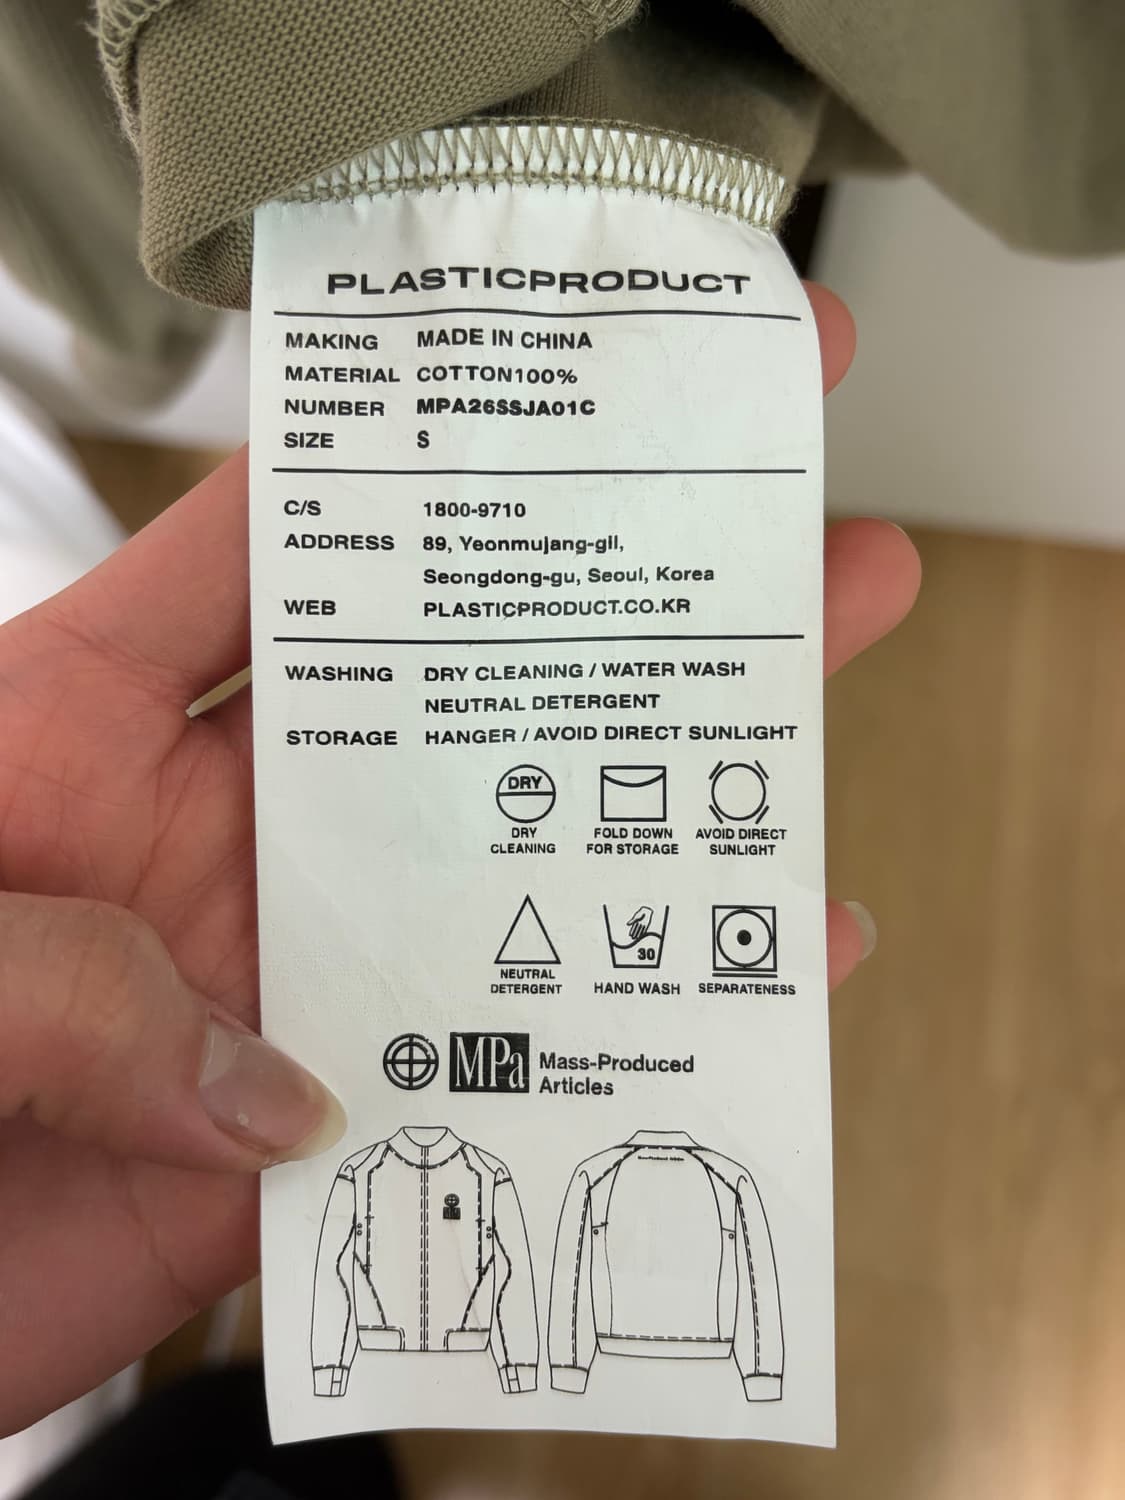 PLASTICPRODUCT
MAKING MADE IN CHINA
MATERIAL COTTON100%
NUMBER MPA26SSJA01C
SIZE S
C/S 1800-9710
ADDRESS 89, Yeonmujang-gil,
Seongdong-gu, Seoul, Korea
WEB PLASTICPRODUCT.CO.KR
WASHING DRY CLEANING / WATER WASH
NEUTRAL DETERGENT
STORAGE HANGER / AVOID DIRECT SUNLIGHT
DRY
DRY CLEANING
FOLD DOWN FOR STORAGE
AVOID DIRECT SUNLIGHT
30
NEUTRAL DETERGENT
HAND WASH
SEPARATENESS
MPa Mass-Produced
Articles